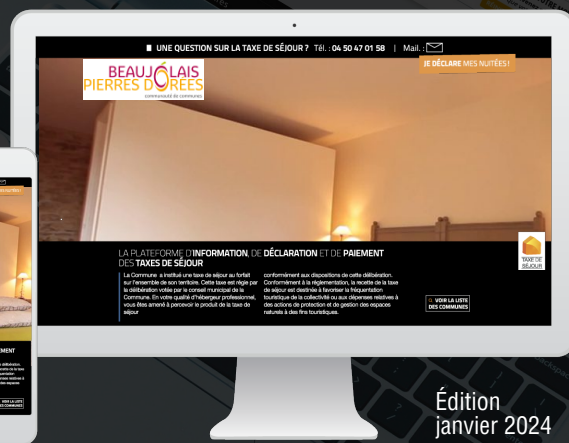 UNE QUESTION SUR LA TAXE DE SÉJOUR ? Tél. : 04 50 47 01 58 | Mail. :
JE DÉCLARE MES NUITÉES !
BEAUJOLAIS
PIERRES DORÉES
communauté de communes
LA PLATEFORME D'INFORMATION, DE DÉCLARATION ET DE PAIEMENT
DES TAXES DE SÉJOUR
La Commune a institué une taxe de séjour au forfait
sur l'ensemble de son territoire. Cette taxe est régie par
la délibération votée par le conseil municipal de la
Commune. En votre qualité d'hébergeur professionnel,
vous êtes amené à percevoir le produit de la taxe de
séjour
conformément aux dispositions de cette délibération.
Conformément à la réglementation, la recette de la taxe
de séjour est destinée à favoriser la fréquentation
touristique de la collectivité ou aux dépenses relatives à
des actions de protection et de gestion des espaces
naturels à des fins touristiques.
TAXE DE
SÉJOUR
VOIR LA LISTE
DES COMMUNES
VOIR LA LISTE
DES COMMUNES
Édition
janvier 2024